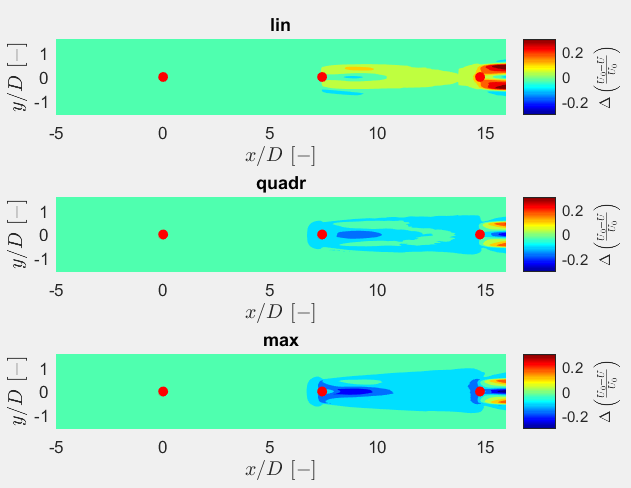 lin
1
0
-1
y/D [−]
-5
0
5
10
15
x/D [−]
0.2
0
-0.2
Δ (U₀−U / U₀)
quadr
1
0
-1
y/D [−]
-5
0
5
10
15
x/D [−]
0.2
0
-0.2
Δ (U₀−U / U₀)
max
1
0
-1
y/D [−]
-5
0
5
10
15
x/D [−]
0.2
0
-0.2
Δ (U₀−U / U₀)